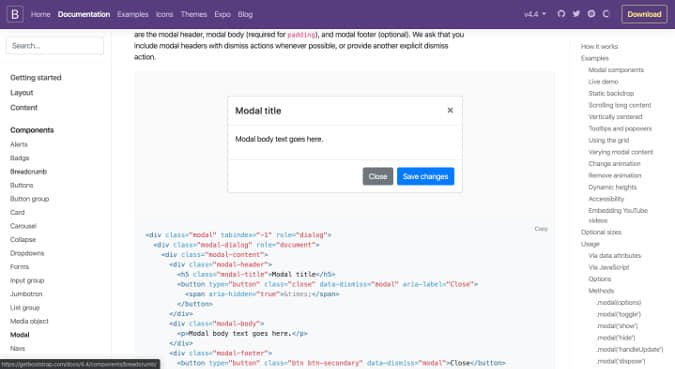 B
Home
Documentation
Examples
Icons
Themes
Expo
Blog
v4.4
Download
Search...
Getting started
Layout
Content
Components
Alerts
Badge
Breadcrumb
Buttons
Button group
Card
Carousel
Collapse
Dropdowns
Forms
Input group
Jumbotron
List group
Media object
Modal
Navs
https://getbootstrap.com/docs/4.4/components/breadcrumb/
are the modal header, modal body (required for padding), and modal footer (optional). We ask that you
include modal headers with dismiss actions whenever possible, or provide another explicit dismiss
action.
Modal title ×
Modal body text goes here.
Close Save changes
Copy
<div class="modal" tabindex="-1" role="dialog">
<div class="modal-dialog" role="document">
<div class="modal-content">
<div class="modal-header">
<h5 class="modal-title">Modal title</h5>
<button type="button" class="close" data-dismiss="modal" aria-label="Close">
<span aria-hidden="true">&times;</span>
</button>
</div>
<div class="modal-body">
<p>Modal body text goes here.</p>
</div>
<div class="modal-footer">
<button type="button" class="btn btn-secondary" data-dismiss="modal">Close</button>
How it works
Examples
Modal components
Live demo
Static backdrop
Scrolling long content
Vertically centered
Tooltips and popovers
Using the grid
Varying modal content
Change animation
Remove animation
Dynamic heights
Accessibility
Embedding YouTube
videos
Optional sizes
Usage
Via data attributes
Via JavaScript
Options
Methods
.modal(options)
.modal('toggle')
.modal('show')
.modal('hide')
.modal('handleUpdate')
.modal('dispose')